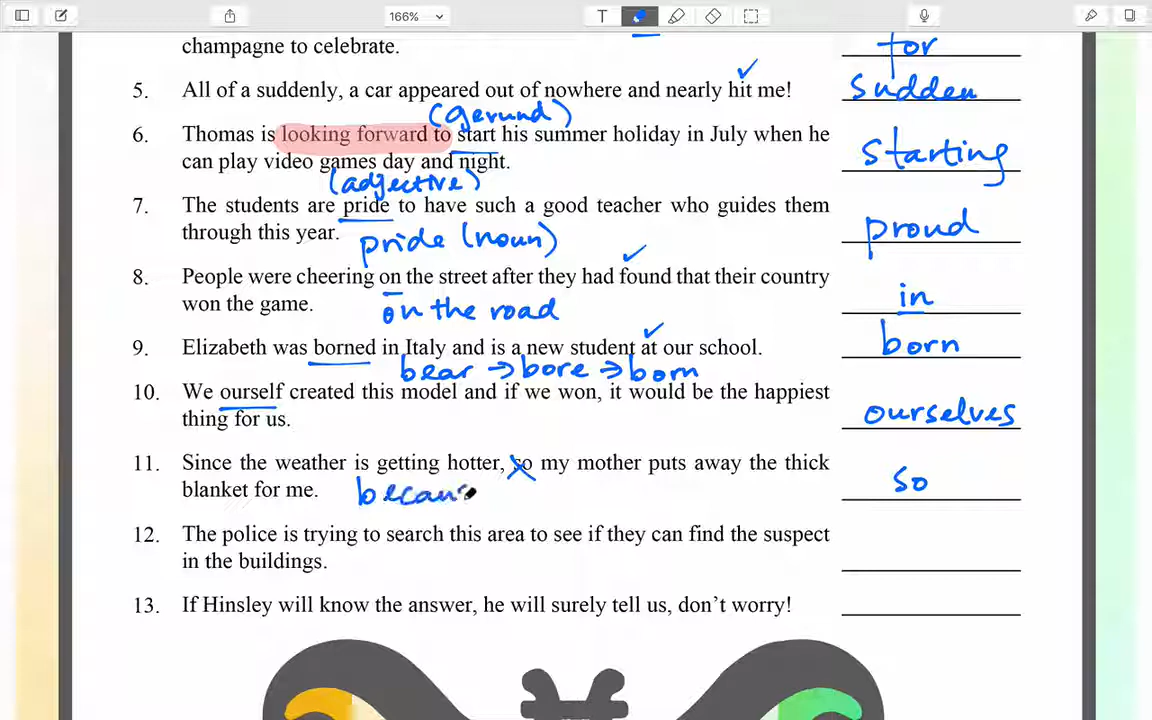 166%
T
champagne to celebrate.
for
5. All of a suddenly, a car appeared out of nowhere and nearly hit me!
sudden
(gerund)
6. Thomas is looking forward to start his summer holiday in July when he
can play video games day and night.
starting
(adjective)
7. The students are pride to have such a good teacher who guides them
through this year.
pride (noun)
proud
8. People were cheering on the street after they had found that their country
won the game.
on the road
in
9. Elizabeth was borned in Italy and is a new student at our school.
born
bear → bore → born
10. We ourself created this model and if we won, it would be the happiest
thing for us.
ourselves
11. Since the weather is getting hotter, so my mother puts away the thick
blanket for me.
becaus
so
12. The police is trying to search this area to see if they can find the suspect
in the buildings.
13. If Hinsley will know the answer, he will surely tell us, don't worry!